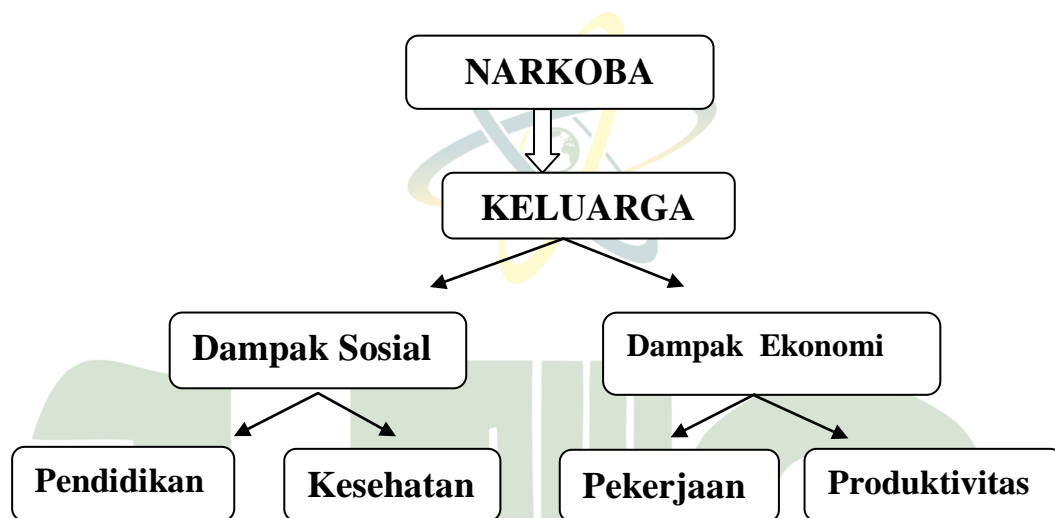 NARKOBA
KELUARGA
Dampak Sosial
Dampak Ekonomi
Pendidikan
Kesehatan
Pekerjaan
Produktivitas